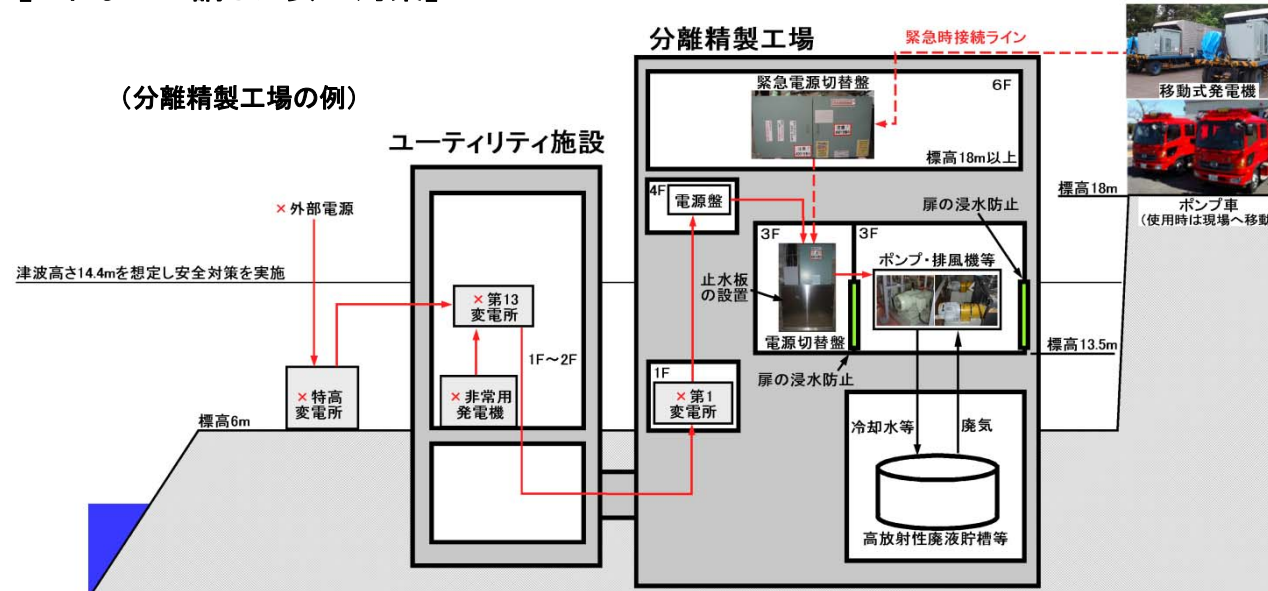 分離精製工場
緊急時接続ライン
(分離精製工場の例)
緊急電源切替盤
6F
移動式発電機
ユーティリティ施設
標高18m以上
4F
電源盤
標高18m
ポンプ車
(使用時は現場へ移動
×外部電源
扉の浸水防止
3F
3F
ポンプ・排風機等
津波高さ14.4mを想定し安全対策を実施
止水板
の設置
×第13
変電所
電源切替盤
標高13.5m
1F~2F
扉の浸水防止
1F
×特高
変電所
×非常用
発電機
×第1
変電所
標高6m
冷却水等
廃気
高放射性廃液貯槽等